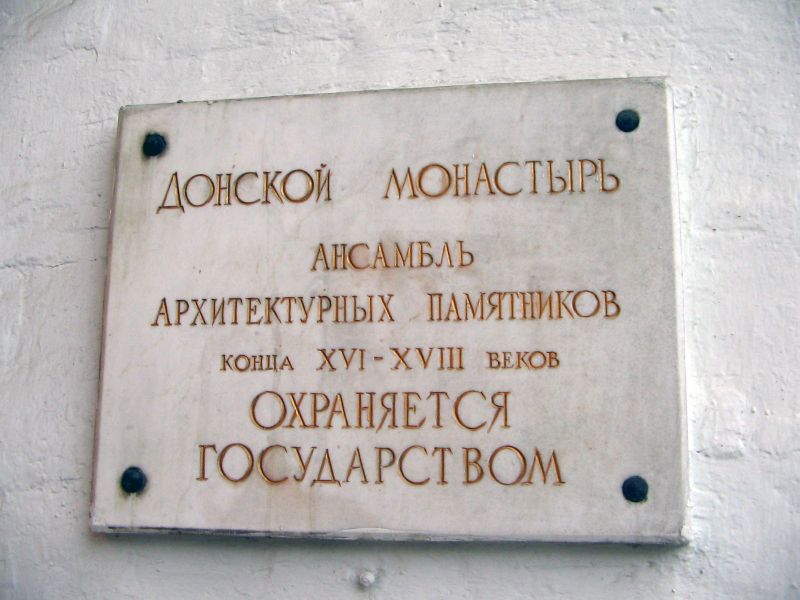 ДОНСКОЙ МОНАСТЫРЬ
АНСАМБЛЬ
АРХИТЕКТУРНЫХ ПАМЯТНИКОВ
КОНЦА XVI-XVIII ВЕКОВ
ОХРАНЯЕТСЯ
ГОСУДАРСТВОМ